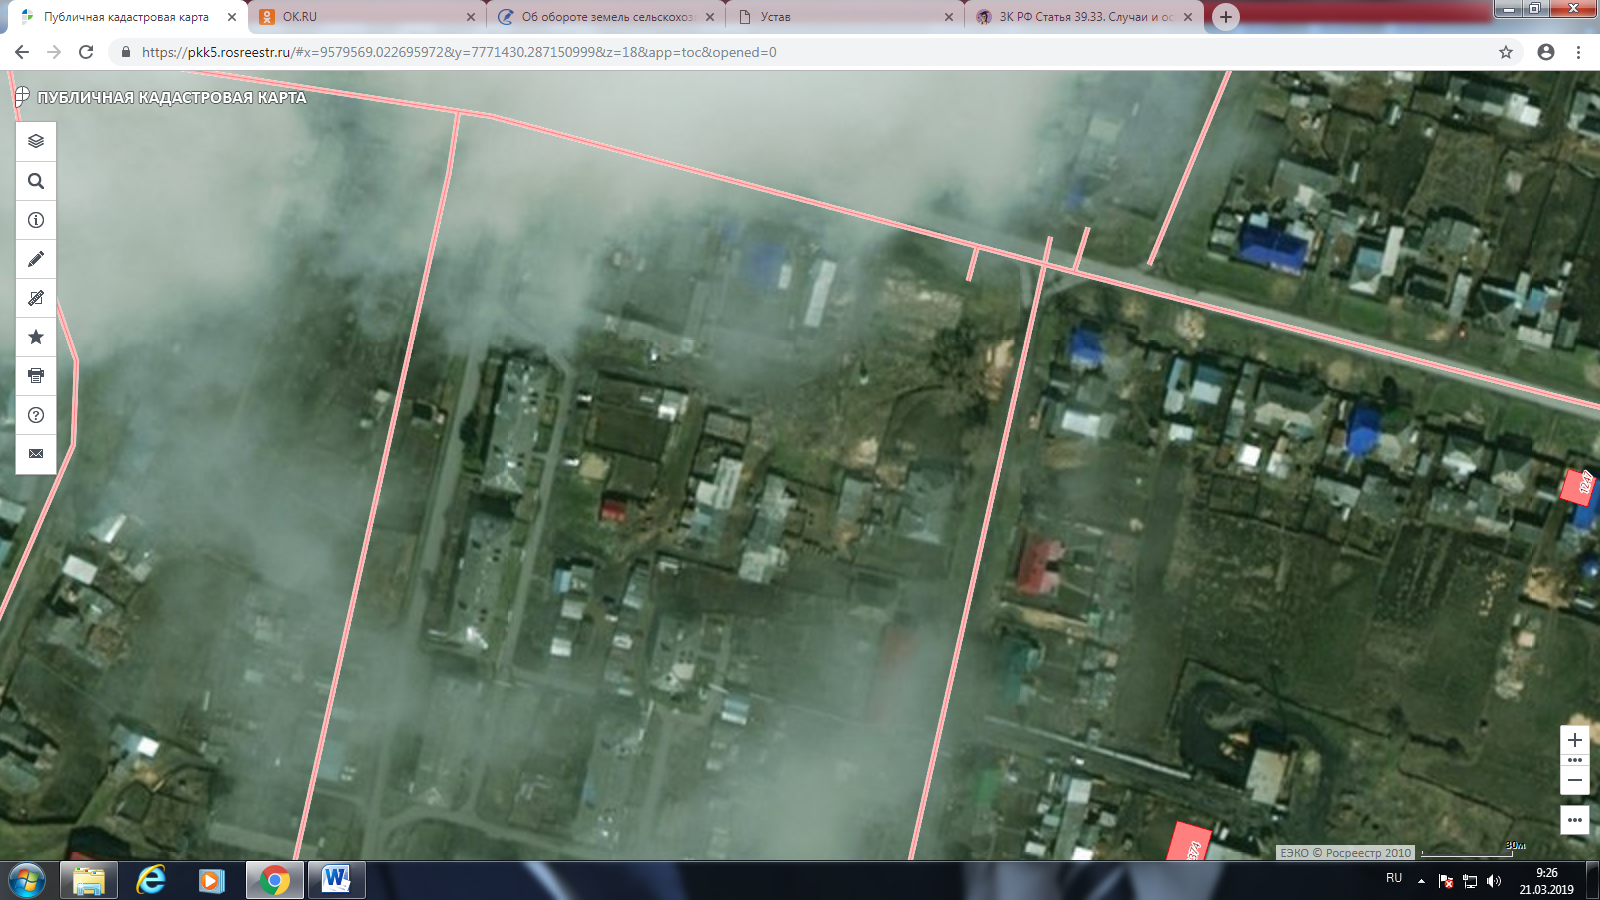 Публичная кадастровая карта
OK.RU
Об обороте земель сельскохоз
Устав
ЗК РФ Статья 39.33. Случаи и ос
https://pkk5.rosreestr.ru/#x=9579569.022695972&y=7771430.287150999&z=18&app=toc&opened=0
ПУБЛИЧНАЯ КАДАСТРОВАЯ КАРТА
1247
374
ЕЭКО © Росреестр 2010
30м
RU
9:26
21.03.2019